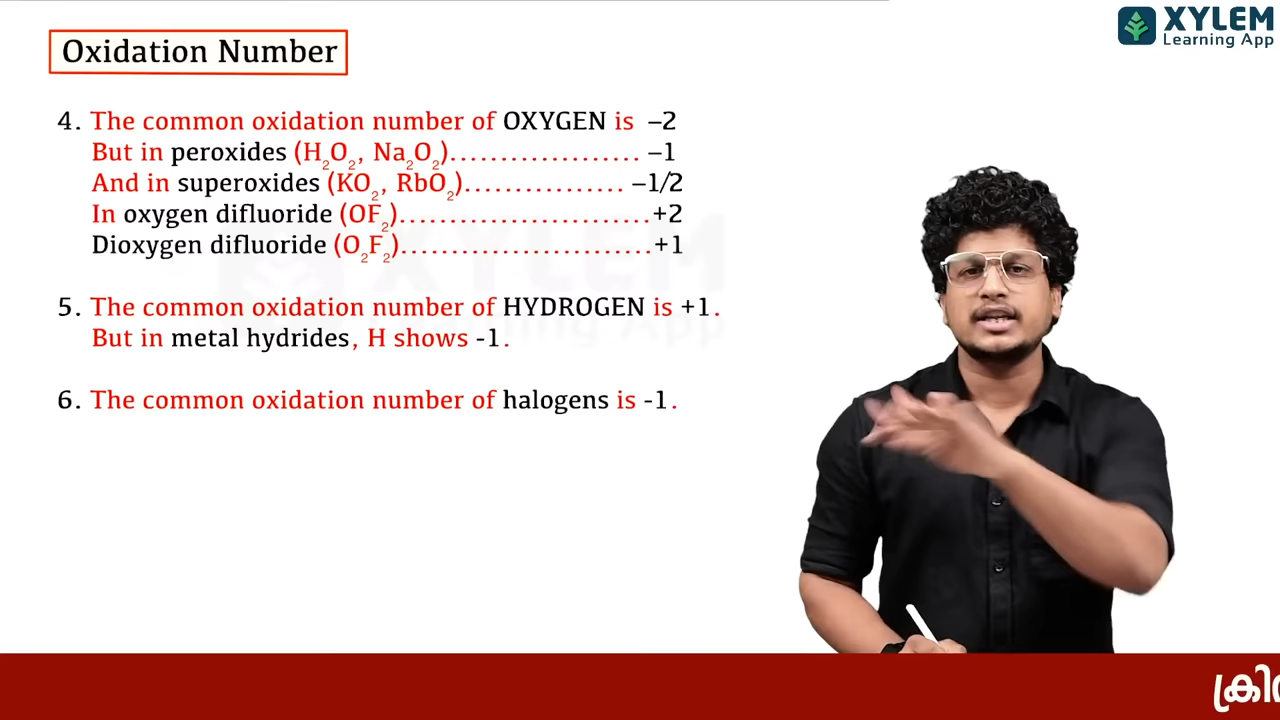 XYLEM
Learning App
Oxidation Number
4. The common oxidation number of OXYGEN is –2
But in peroxides (H₂O₂, Na₂O₂)................... –1
And in superoxides (KO₂, RbO₂)................ –1/2
In oxygen difluoride (OF₂)..........................+2
Dioxygen difluoride (O₂F₂)..........................+1
5. The common oxidation number of HYDROGEN is +1.
But in metal hydrides, H shows -1.
6. The common oxidation number of halogens is -1.
XYLEM
Learning App